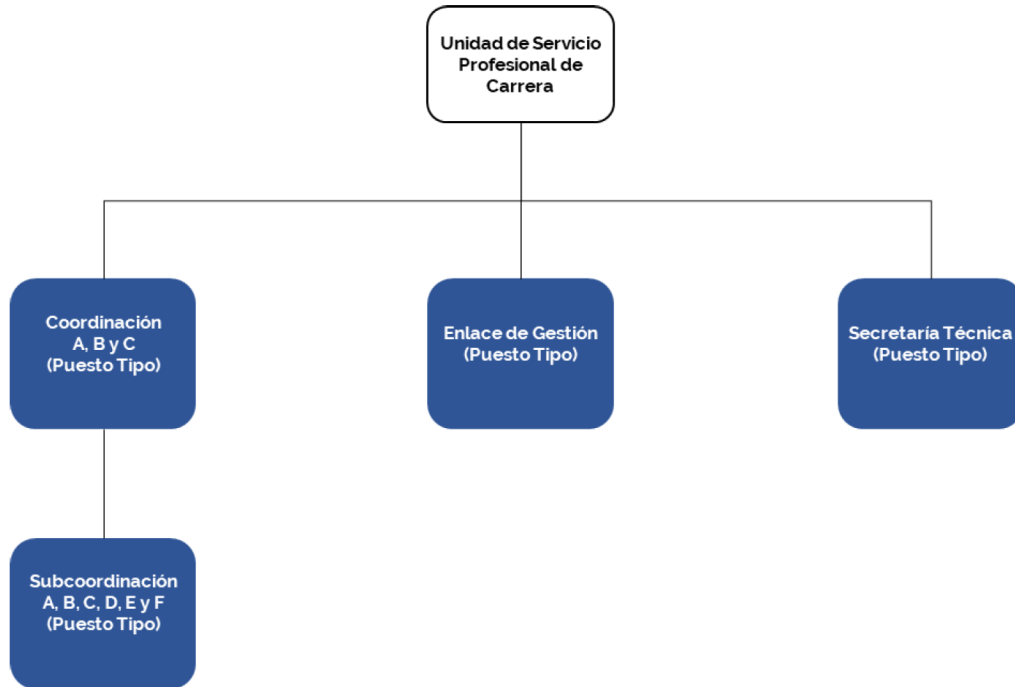 Unidad de Servicio
Profesional de
Carrera
Coordinación
A, B y C
(Puesto Tipo)
Enlace de Gestión
(Puesto Tipo)
Secretaría Técnica
(Puesto Tipo)
Subcoordinación
A, B, C, D, E y F
(Puesto Tipo)